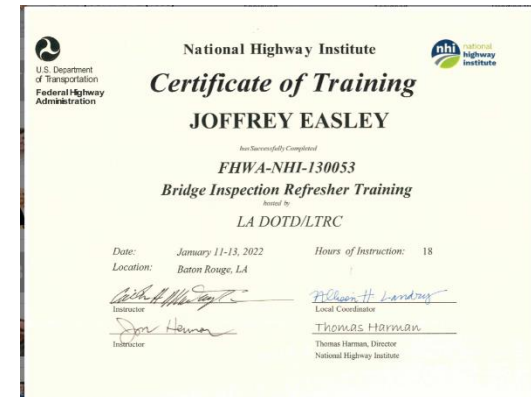 U.S. Department
of Transportation
Federal Highway
Administration
National Highway Institute
nhi national
highway
institute
Certificate of Training
JOFFREY EASLEY
has Successfully Completed
FHWA-NHI-130053
Bridge Inspection Refresher Training
hosted by
LA DOTD/LTRC
Date: January 11-13, 2022 Hours of Instruction: 18
Location: Baton Rouge, LA
Instructor
Allison H Landry
Local Coordinator
Instructor
Thomas Harman
Thomas Harman, Director
National Highway Institute